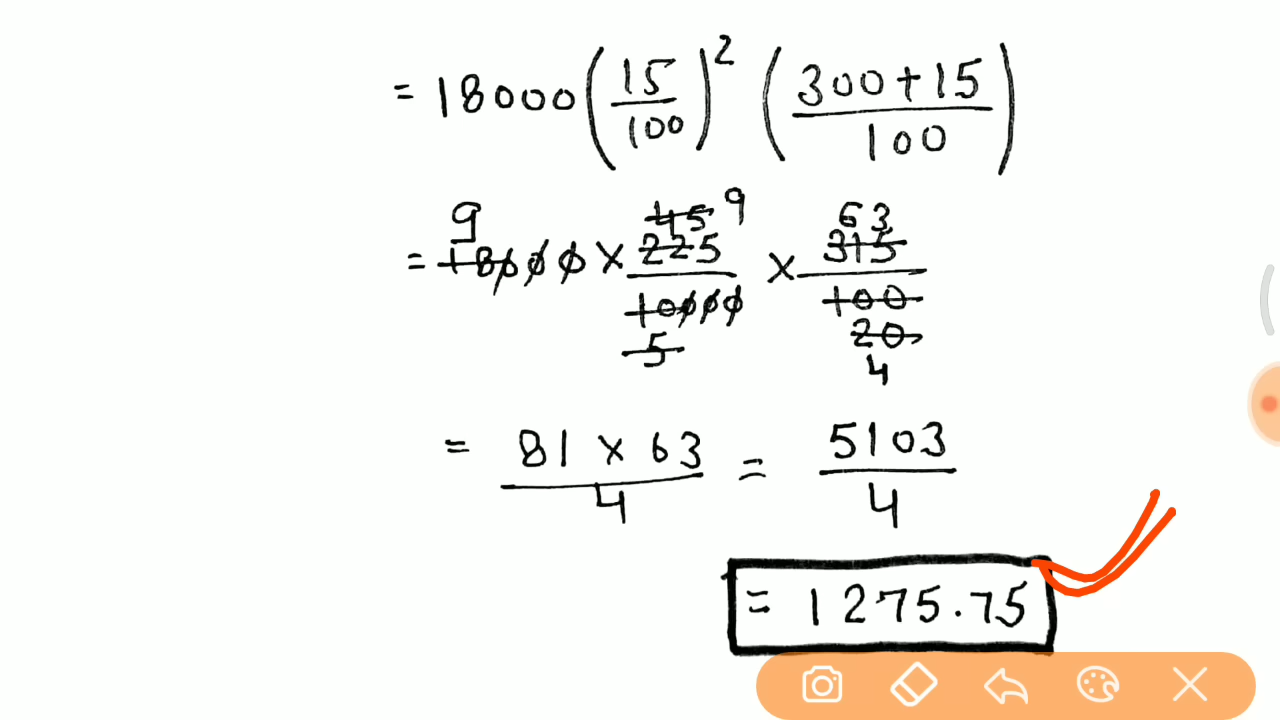 = 18000 (15/100)² (300+15/100)
9 45 9 63
= 18000 × 225/10000 × 315/100
5 20
4
= 81 × 63/4 = 5103/4
= 1275.75